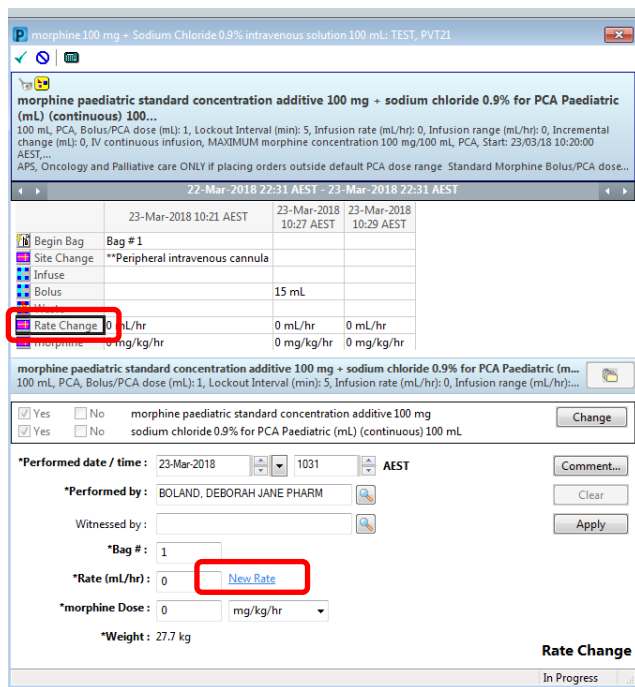 morphine 100 mg + Sodium Chloride 0.9% intravenous solution 100 mL: TEST, PVT21
morphine paediatric standard concentration additive 100 mg + sodium chloride 0.9% for PCA Paediatric
(mL) (continuous) 100...
100 mL, PCA, Bolus/PCA dose (mL): 1, Lockout Interval (min): 5, Infusion rate (mL/hr): 0, Infusion range (mL/hr): 0, Incremental
change (mL): 0, IV continuous infusion, MAXIMUM morphine concentration 100 mg/100 mL, PCA, Start: 23/03/18 10:20:00
AEST,...
APS, Oncology and Palliative care ONLY if placing orders outside default PCA dose range Standard Morphine Bolus/PCA dose...
22-Mar-2018 22:31 AEST - 23-Mar-2018 22:31 AEST
23-Mar-2018 10:21 AEST 23-Mar-2018 10:27 AEST 23-Mar-2018 10:29 AEST
Begin Bag Bag # 1
Site Change **Peripheral intravenous cannula
Infuse
Bolus 15 mL
Waste
Rate Change 0 mL/hr 0 mL/hr 0 mL/hr
morphine 0 mg/kg/hr 0 mg/kg/hr 0 mg/kg/hr
morphine paediatric standard concentration additive 100 mg + sodium chloride 0.9% for PCA Paediatric (m...
100 mL, PCA, Bolus/PCA dose (mL): 1, Lockout Interval (min): 5, Infusion rate (mL/hr): 0, Infusion range (mL/hr):...
Yes No morphine paediatric standard concentration additive 100 mg Change
Yes No sodium chloride 0.9% for PCA Paediatric (mL) (continuous) 100 mL
*Performed date / time : 23-Mar-2018 1031 AEST Comment...
*Performed by : BOLAND, DEBORAH JANE PHARM Clear
Witnessed by : Apply
*Bag # : 1
*Rate (mL/hr) : 0 New Rate
*morphine Dose : 0 mg/kg/hr
*Weight : 27.7 kg
Rate Change
In Progress